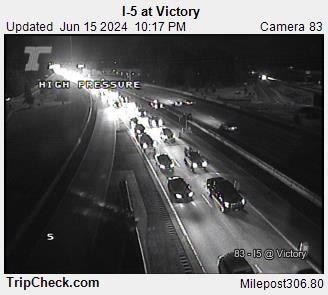 I-5 at Victory
Updated Jun 15 2024 10:17 PM Camera 83
T
HIGH PRESSURE
S
83 - I5 @ Victory
TripCheck.com Milepost306.80